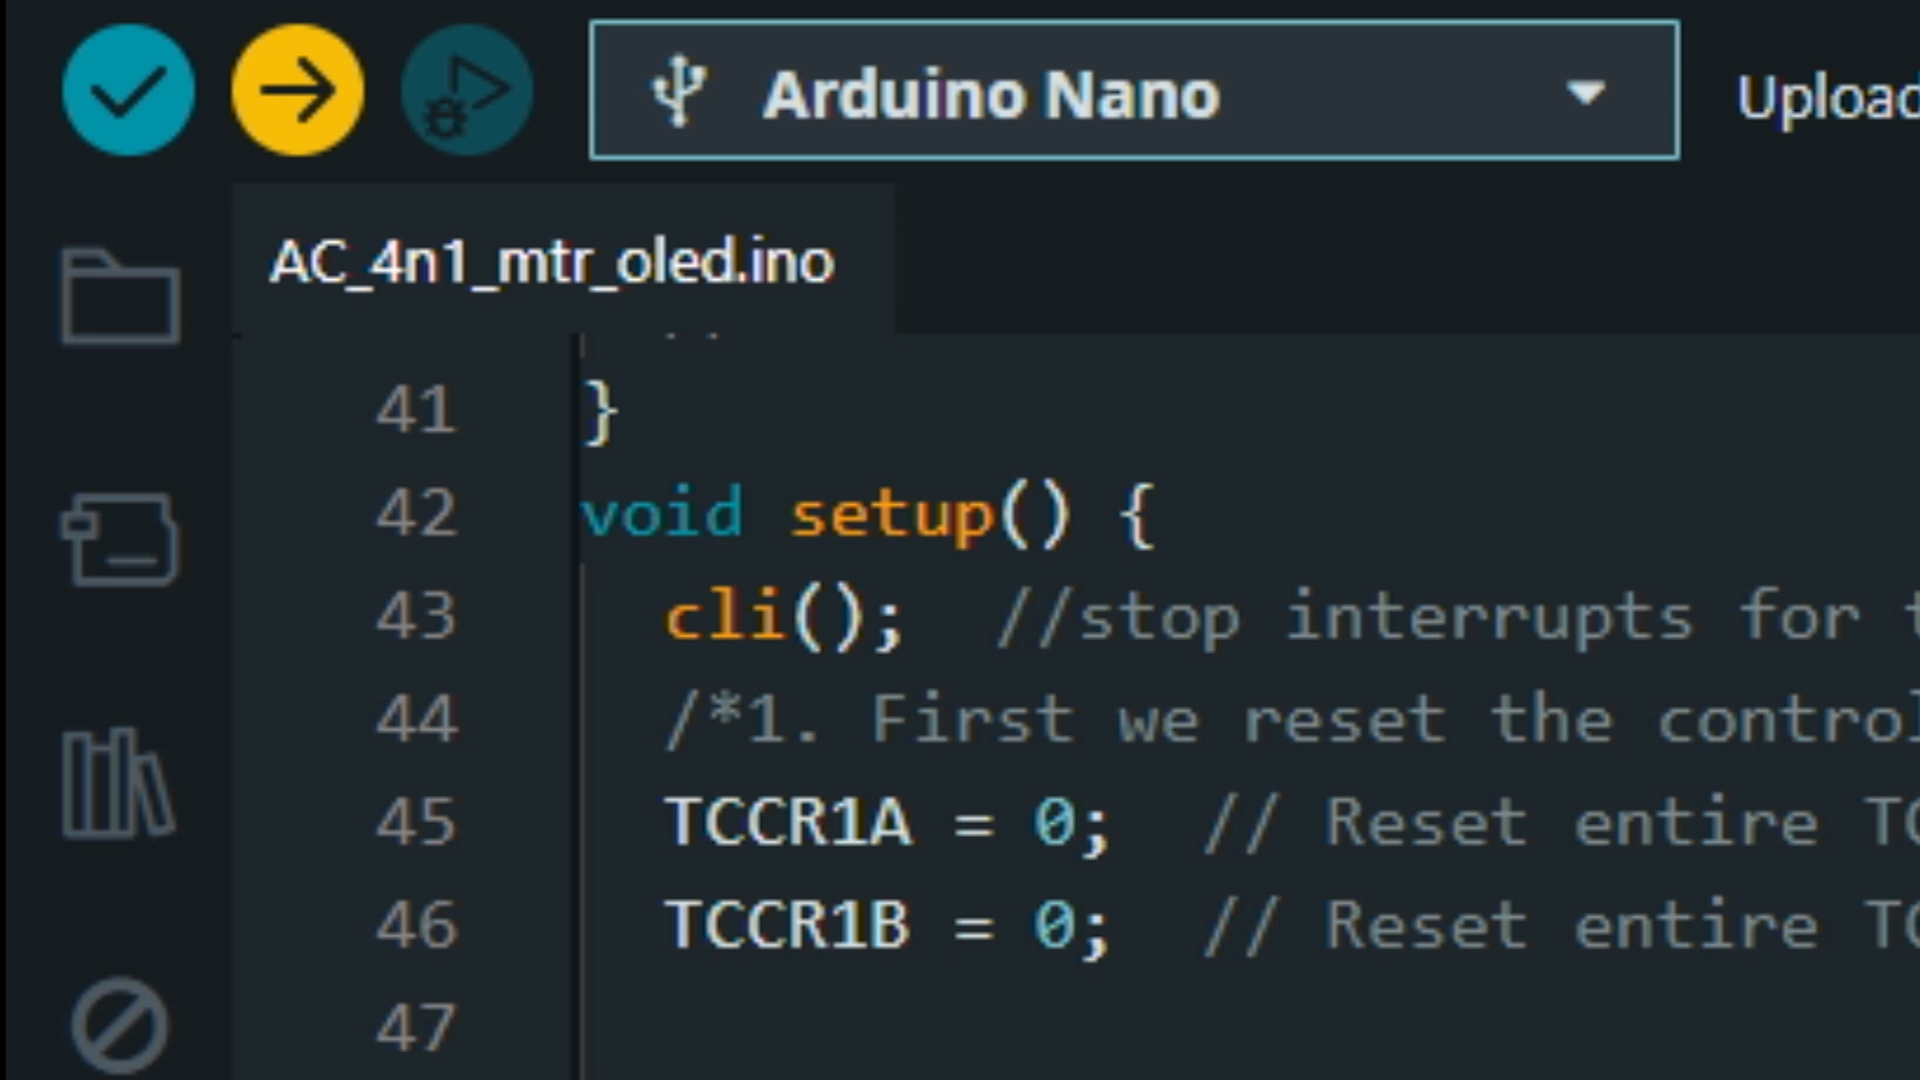 Arduino Nano
Upload
AC_4n1_mtr_oled.ino
41 }
42 void setup() {
43 cli(); //stop interrupts for
44 /*1. First we reset the control
45 TCCR1A = 0; // Reset entire
46 TCCR1B = 0; // Reset entire
47